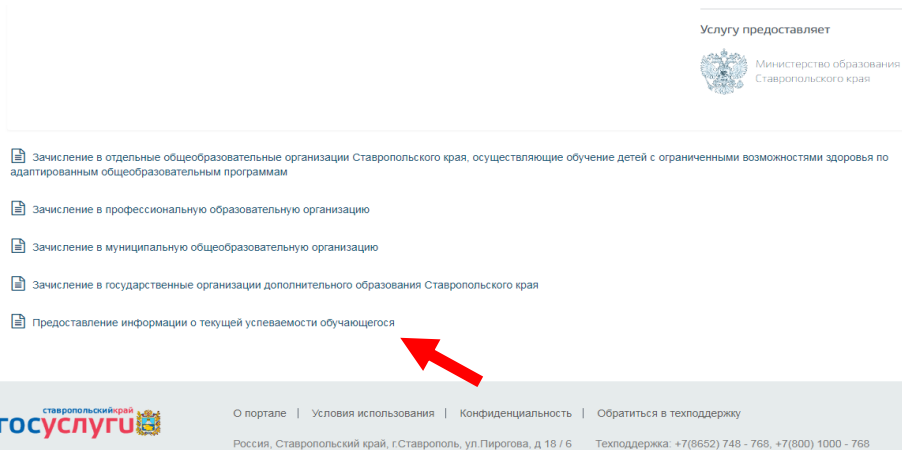 Услугу предоставляет
Министерство образования
Ставропольского края
Зачисление в отдельные общеобразовательные организации Ставропольского края, осуществляющие обучение детей с ограниченными возможностями здоровья по
адаптированным общеобразовательным программам
Зачисление в профессиональную образовательную организацию
Зачисление в муниципальную общеобразовательную организацию
Зачисление в государственные организации дополнительного образования Ставропольского края
Предоставление информации о текущей успеваемости обучающегося
ставропольскийкрай
госуслуги
О портале | Условия использования | Конфиденциальность | Обратиться в техподдержку
Россия, Ставропольский край, г.Ставрополь, ул.Пирогова, д 18 / 6 Техподдержка: +7(8652) 748 - 768, +7(800) 1000 - 768